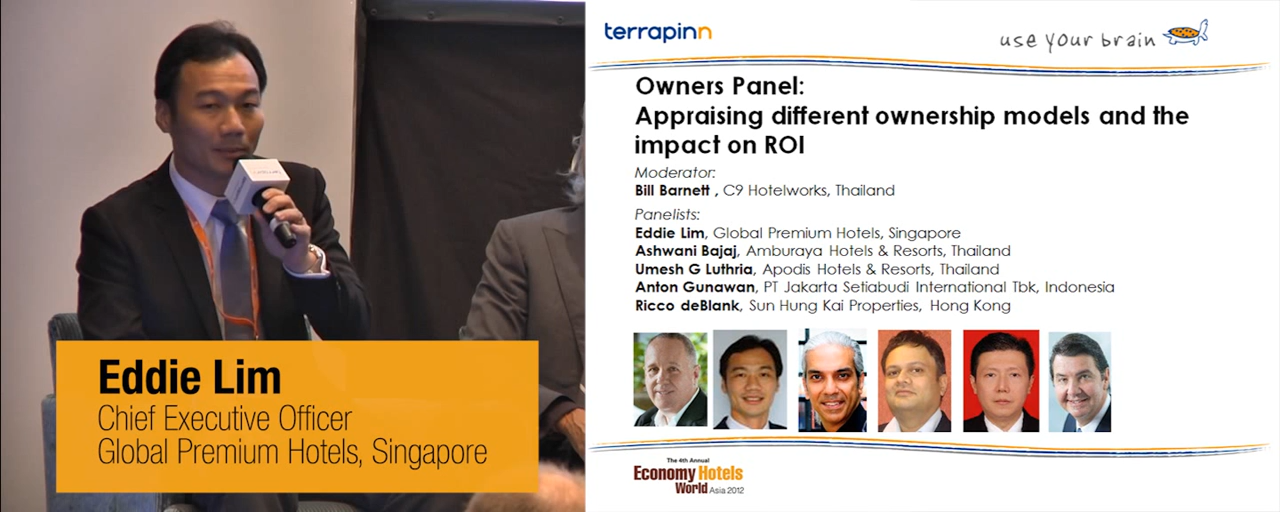 Eddie Lim
Chief Executive Officer
Global Premium Hotels, Singapore
terrapinn
use your brain
Owners Panel:
Appraising different ownership models and the
impact on ROI
Moderator:
Bill Barnett , C9 Hotelworks, Thailand
Panelists:
Eddie Lim, Global Premium Hotels, Singapore
Ashwani Bajaj, Amburaya Hotels & Resorts, Thailand
Umesh G Luthria, Apodis Hotels & Resorts, Thailand
Anton Gunawan, PT Jakarta Setiabudi International Tbk, Indonesia
Ricco deBlank, Sun Hung Kai Properties, Hong Kong
The 4th Annual
Economy Hotels
World Asia 2012